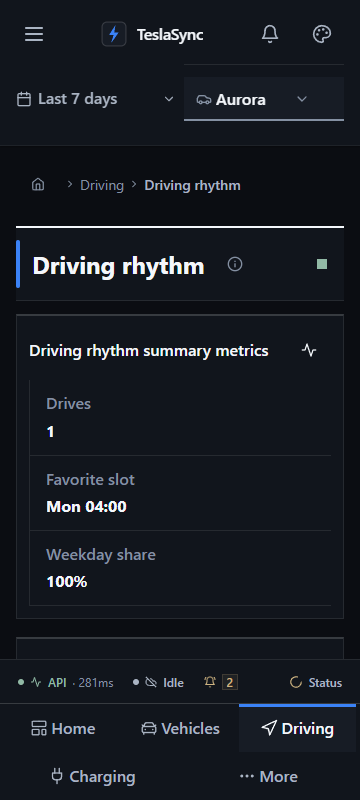 TeslaSync
Last 7 days
Aurora
Driving
Driving rhythm
Driving rhythm
Driving rhythm summary metrics
Drives
1
Favorite slot
Mon 04:00
Weekday share
100%
API · 281ms
Idle
2
Status
Home
Vehicles
Driving
Charging
More